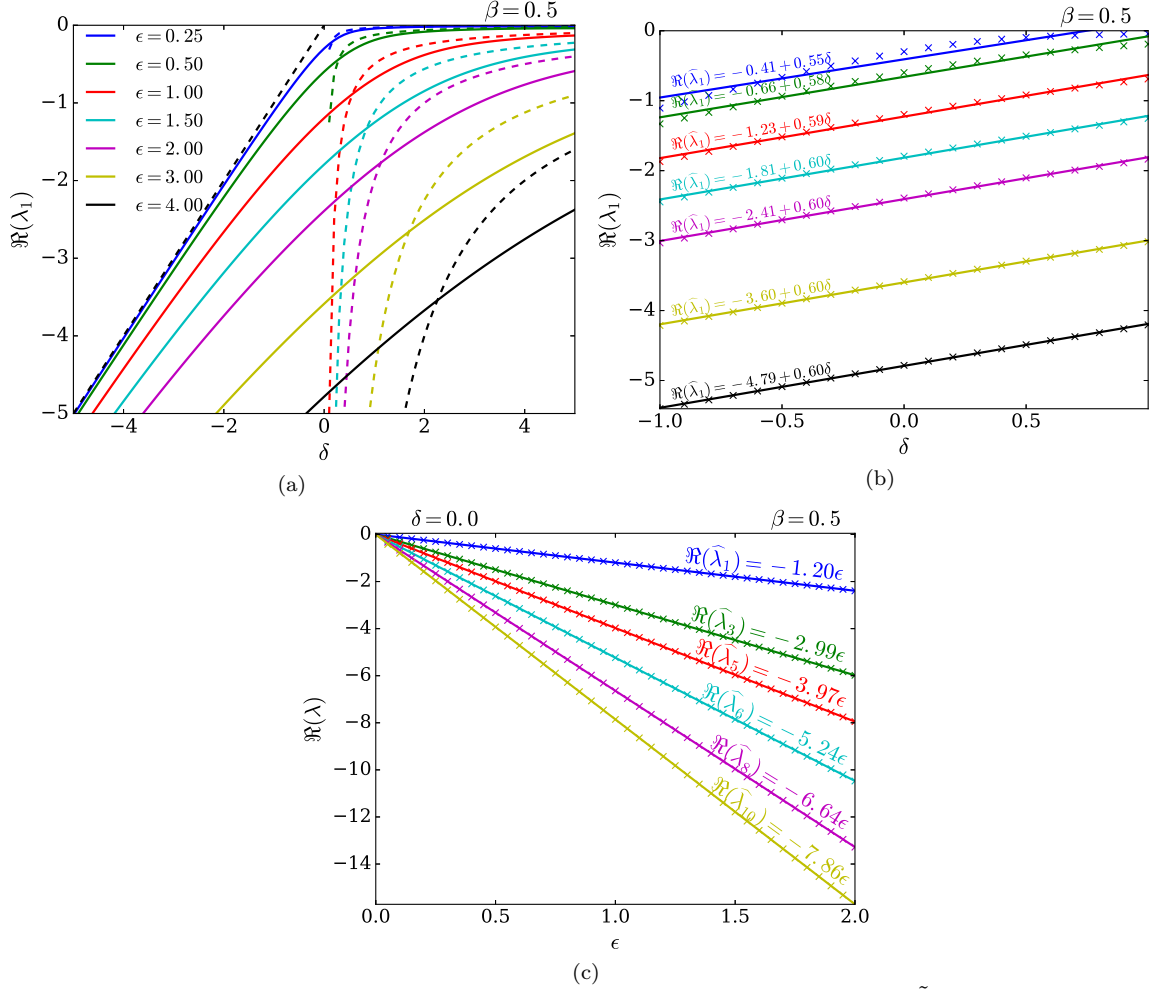 β = 0.5
ϵ = 0.25
ϵ = 0.50
ϵ = 1.00
ϵ = 1.50
ϵ = 2.00
ϵ = 3.00
ϵ = 4.00
0
−1
−2
−3
−4
−5
ℜ(λ₁)
−4 −2 0 2 4
δ
(a)
β = 0.5
ℜ(λ̂₁) = −0.41+0.55δ
ℜ(λ̂₁) = −0.66+0.58δ
ℜ(λ̂₁) = −1.23+0.59δ
ℜ(λ̂₁) = −1.81+0.60δ
ℜ(λ̂₁) = −2.41+0.60δ
ℜ(λ̂₁) = −3.60+0.60δ
ℜ(λ̂₁) = −4.79+0.60δ
0
−1
−2
−3
−4
−5
ℜ(λ₁)
−1.0 −0.5 0.0 0.5
δ
(b)
δ = 0.0 β = 0.5
ℜ(λ̂₁) = −1.20ϵ
ℜ(λ̂₃) = −2.99ϵ
ℜ(λ̂₅) = −3.97ϵ
ℜ(λ̂₆) = −5.24ϵ
ℜ(λ̂₈) = −6.64ϵ
ℜ(λ̂₁₀) = −7.86ϵ
0
−2
−4
−6
−8
−10
−12
−14
ℜ(λ)
0.0 0.5 1.0 1.5 2.0
ϵ
(c)